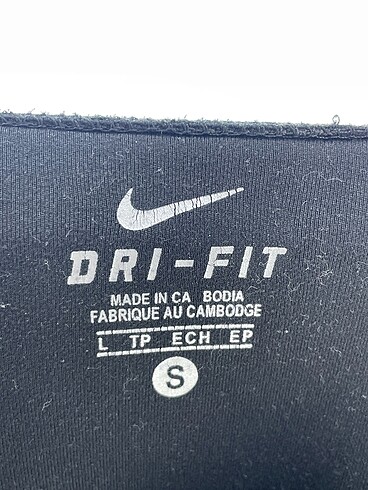 DRI-FIT
MADE IN CA BODIA
FABRIQUE AU CAMBODGE
L TP ECH EP
S